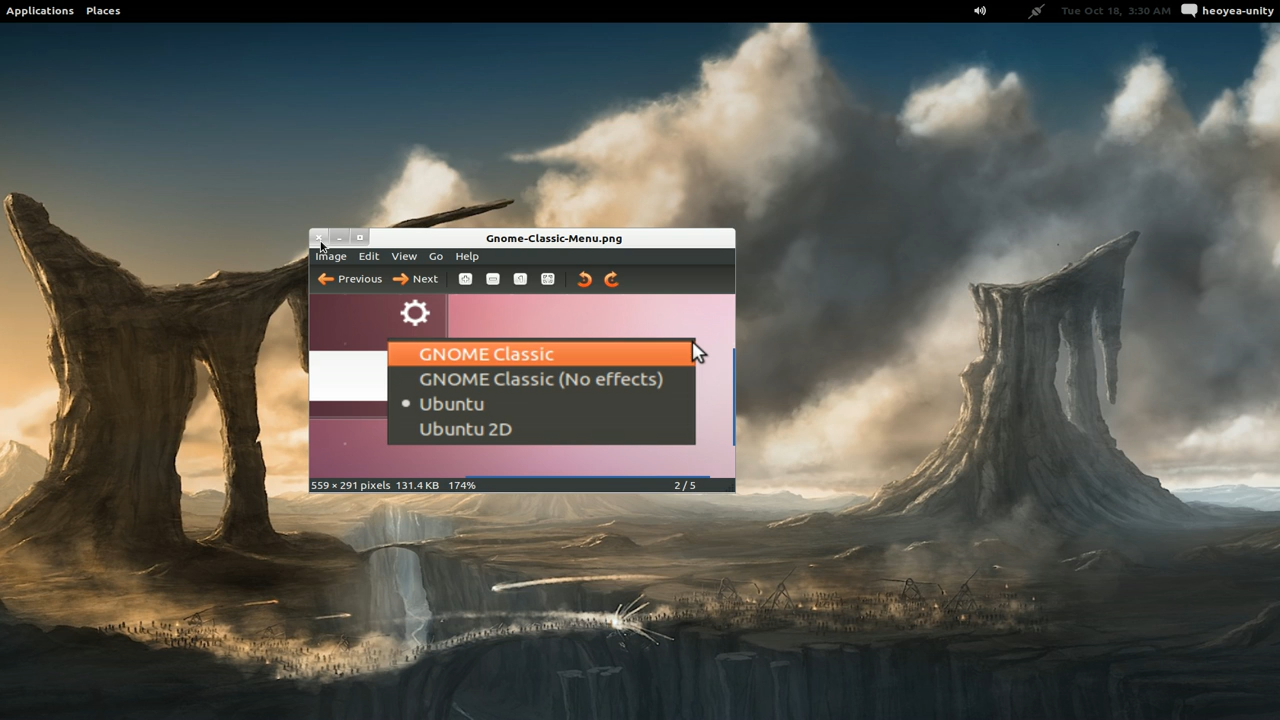 Applications Places Tue Oct 18, 3:30 AM heoyea-unity
Gnome-Classic-Menu.png
Image Edit View Go Help
Previous Next
GNOME Classic
GNOME Classic (No effects)
Ubuntu
Ubuntu 2D
559 × 291 pixels 131.4 KB 174% 2 / 5